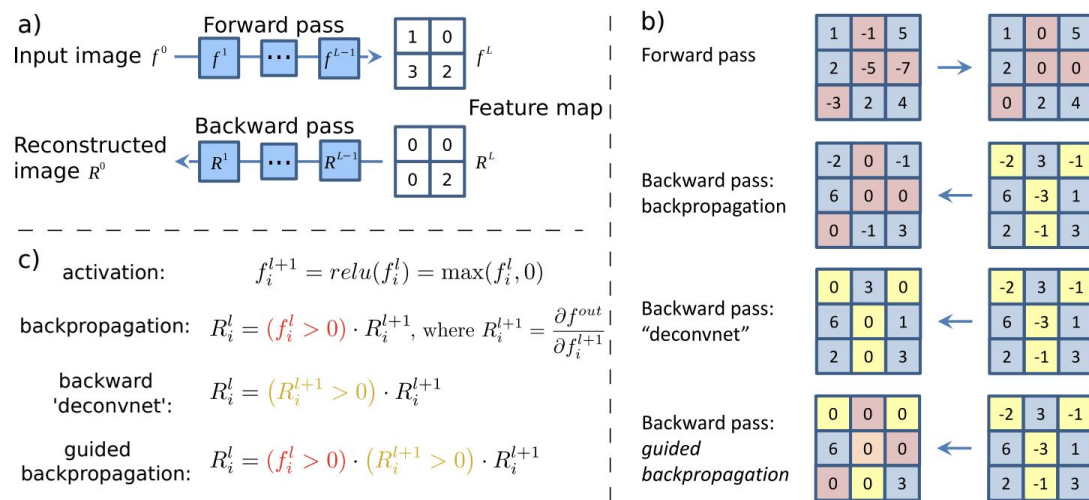 a)
Forward pass
Input image f^0
f^1
...
f^{L-1}
1 0
3 2
f^L
Feature map
Backward pass
Reconstructed
image R^0
R^1
...
R^{L-1}
0 0
0 2
R^L
b)
Forward pass
1 -1 5
2 -5 -7
-3 2 4
1 0 5
2 0 0
0 2 4
Backward pass:
backpropagation
-2 0 -1
6 0 0
0 -1 3
-2 3 -1
6 -3 1
2 -1 3
Backward pass:
“deconvnet”
0 3 0
6 0 1
2 0 3
-2 3 -1
6 -3 1
2 -1 3
Backward pass:
guided
backpropagation
0 0 0
6 0 0
0 0 3
-2 3 -1
6 -3 1
2 -1 3
c)
activation: f_i^{l+1} = relu(f_i^l) = max(f_i^l, 0)
backpropagation: R_i^l = (f_i^l > 0) · R_i^{l+1}, where R_i^{l+1} = ∂f^{out} / ∂f_i^{l+1}
backward
'deconvnet': R_i^l = (R_i^{l+1} > 0) · R_i^{l+1}
guided
backpropagation: R_i^l = (f_i^l > 0) · (R_i^{l+1} > 0) · R_i^{l+1}